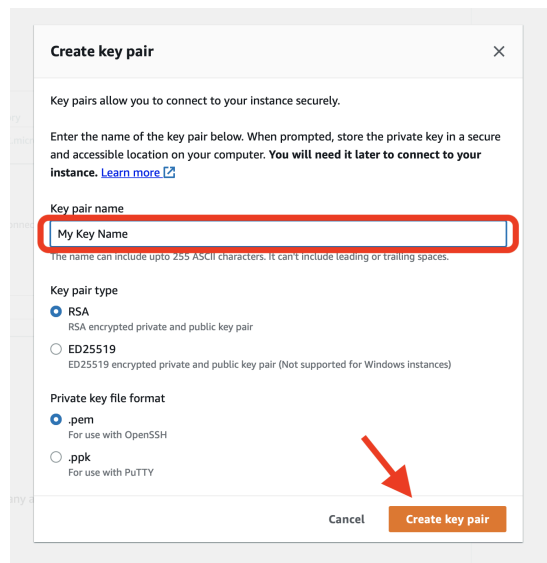 Create key pair
Key pairs allow you to connect to your instance securely.
Enter the name of the key pair below. When prompted, store the private key in a secure
and accessible location on your computer. You will need it later to connect to your
instance. Learn more
Key pair name
My Key Name
The name can include upto 255 ASCII characters. It can't include leading or trailing spaces.
Key pair type
RSA
RSA encrypted private and public key pair
ED25519
ED25519 encrypted private and public key pair (Not supported for Windows instances)
Private key file format
.pem
For use with OpenSSH
.ppk
For use with PuTTY
Cancel
Create key pair